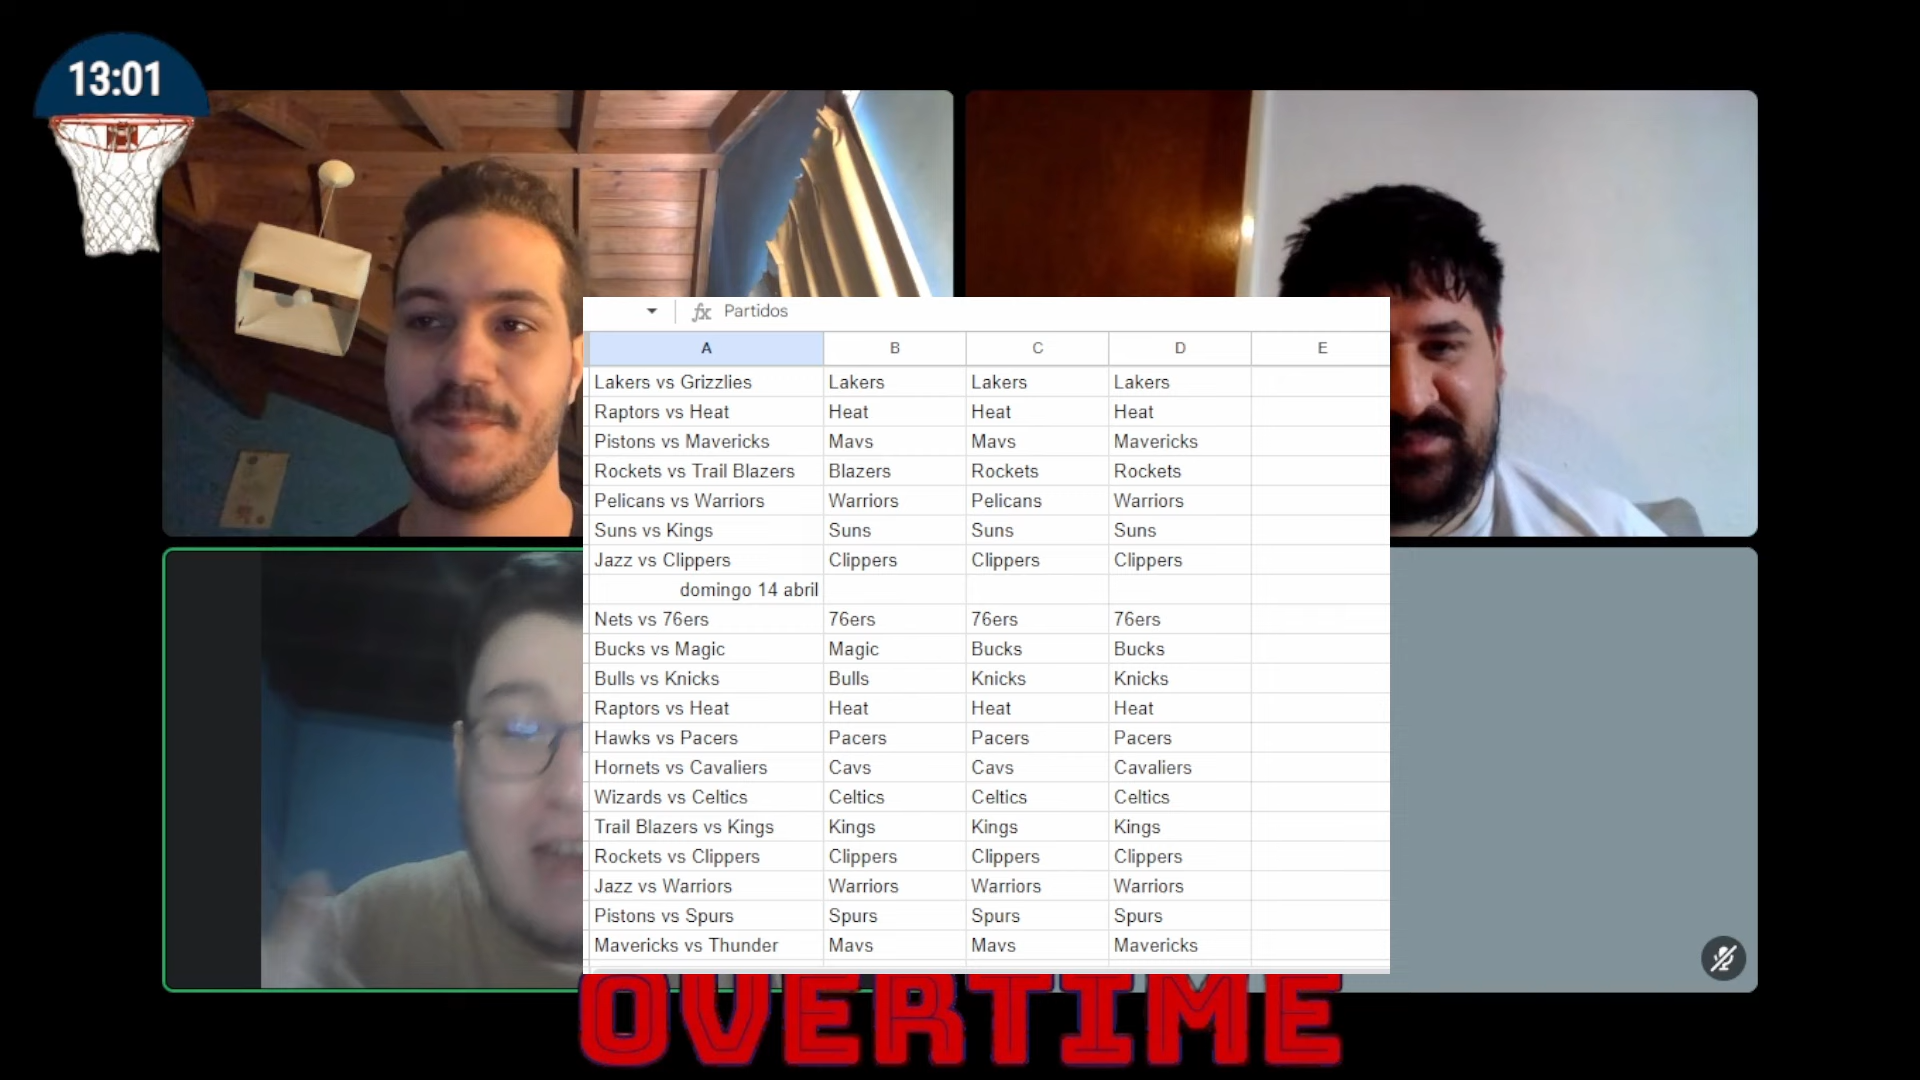 13:01
fx Partidos
A B C D E
Lakers vs Grizzlies Lakers Lakers Lakers
Raptors vs Heat Heat Heat Heat
Pistons vs Mavericks Mavs Mavs Mavericks
Rockets vs Trail Blazers Blazers Rockets Rockets
Pelicans vs Warriors Warriors Pelicans Warriors
Suns vs Kings Suns Suns Suns
Jazz vs Clippers Clippers Clippers Clippers
domingo 14 abril
Nets vs 76ers 76ers 76ers 76ers
Bucks vs Magic Magic Bucks Bucks
Bulls vs Knicks Bulls Knicks Knicks
Raptors vs Heat Heat Heat Heat
Hawks vs Pacers Pacers Pacers Pacers
Hornets vs Cavaliers Cavs Cavs Cavaliers
Wizards vs Celtics Celtics Celtics Celtics
Trail Blazers vs Kings Kings Kings Kings
Rockets vs Clippers Clippers Clippers Clippers
Jazz vs Warriors Warriors Warriors Warriors
Pistons vs Spurs Spurs Spurs Spurs
Mavericks vs Thunder Mavs Mavs Mavericks
OVERTIME